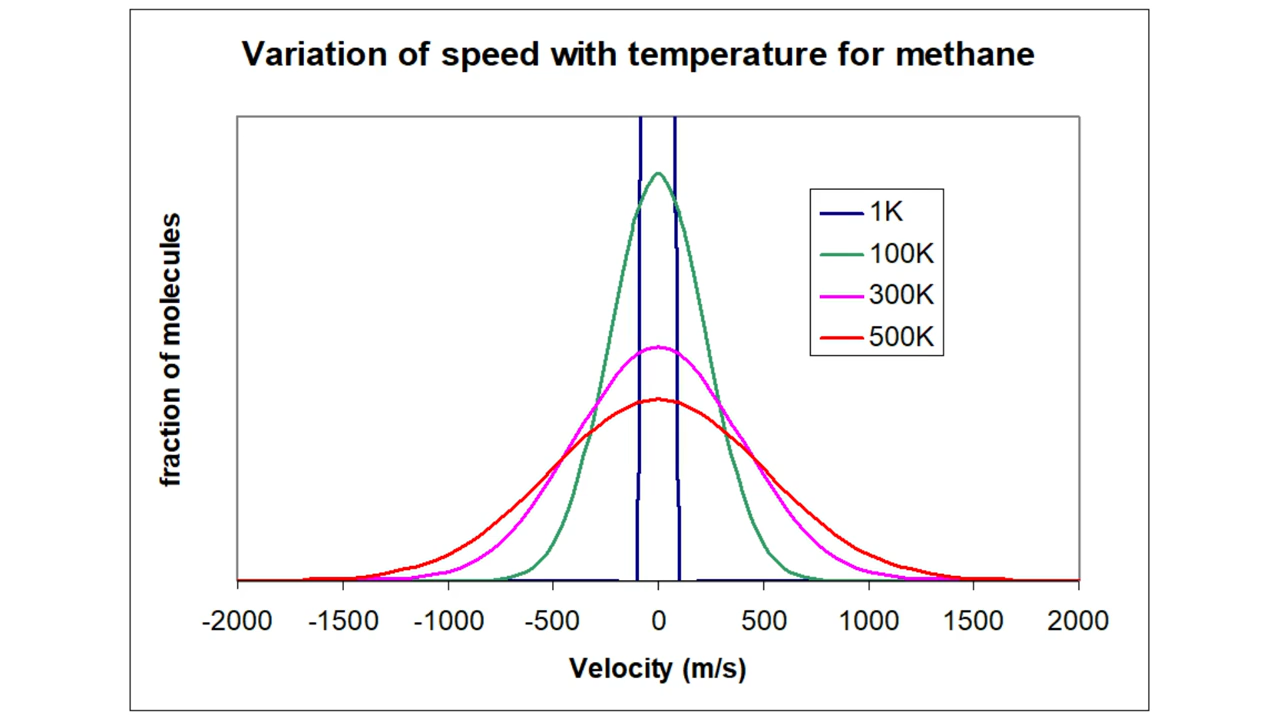 Variation of speed with temperature for methane
fraction of molecules
1K
100K
300K
500K
-2000 -1500 -1000 -500 0 500 1000 1500 2000
Velocity (m/s)